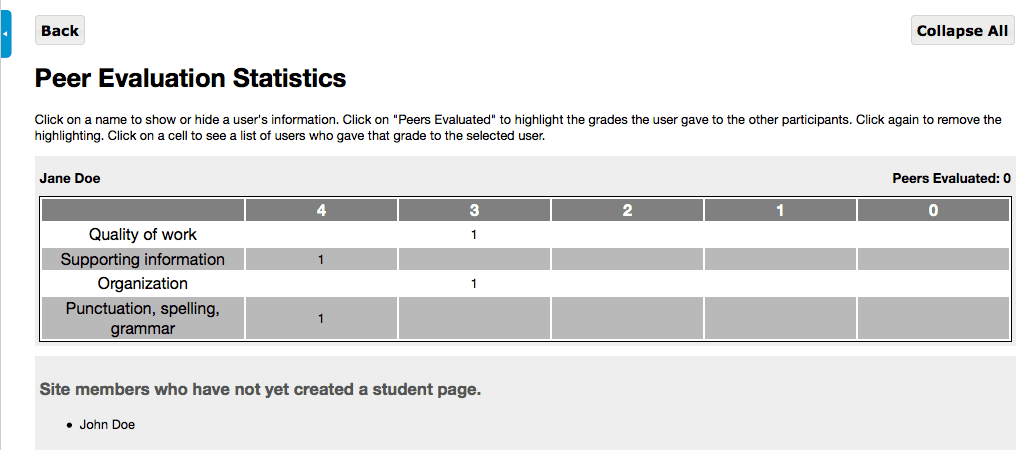 Back
Collapse All
Peer Evaluation Statistics
Click on a name to show or hide a user's information. Click on "Peers Evaluated" to highlight the grades the user gave to the other participants. Click again to remove the
highlighting. Click on a cell to see a list of users who gave that grade to the selected user.
Jane Doe Peers Evaluated: 0
4 3 2 1 0
Quality of work 1
Supporting information 1
Organization 1
Punctuation, spelling,
grammar 1
Site members who have not yet created a student page.
• John Doe